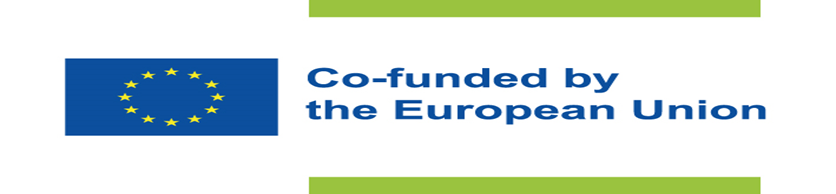 Co-funded by
the European Union